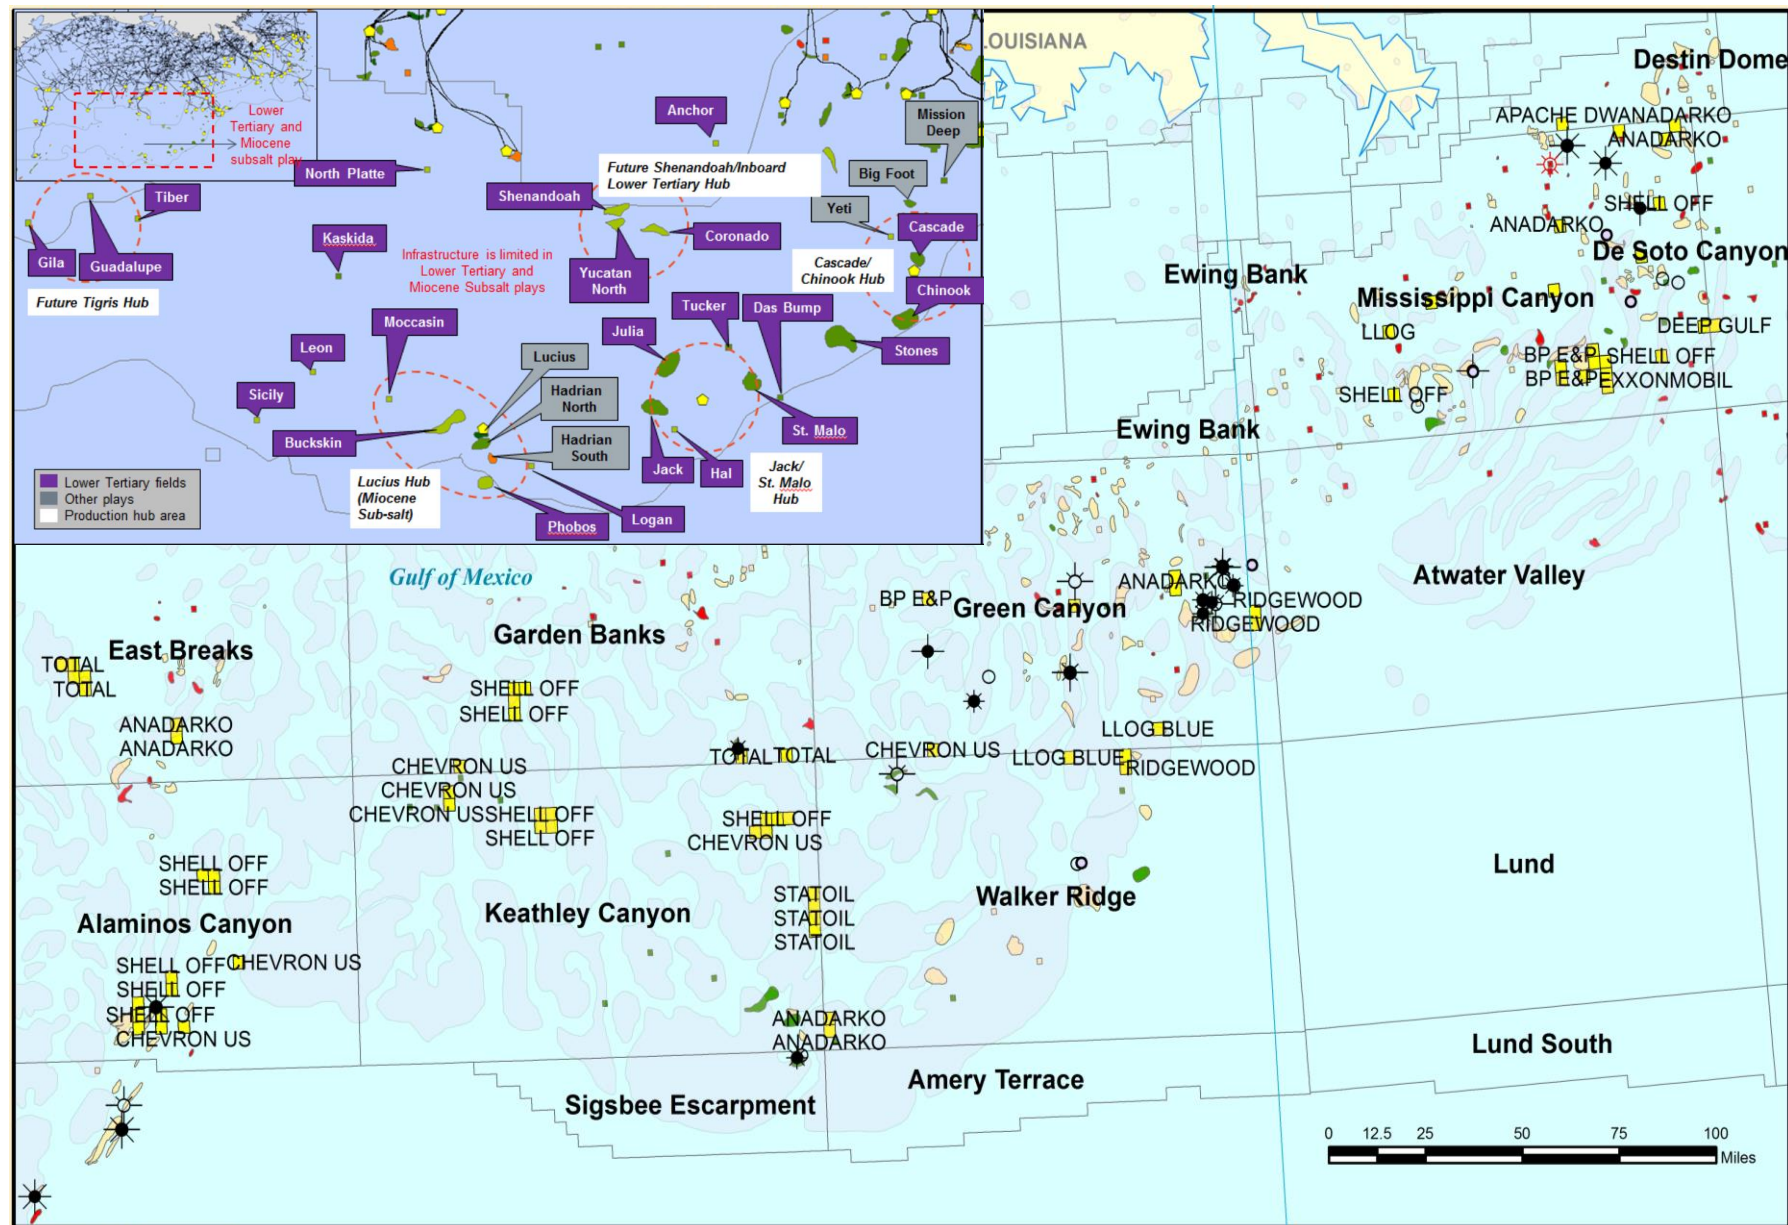 Lower
Tertiary and
Miocene
subsalt play
Anchor
Mission
Deep
North Platte
Future Shenandoah/Inboard
Lower Tertiary Hub
Big Foot
Tiber
Shenandoah
Yeti
Cascade
Kaskida
Coronado
Gila
Guadalupe
Infrastructure is limited in
Lower Tertiary and
Miocene Subsalt plays
Yucatan
North
Cascade/
Chinook Hub
Chinook
Future Tigris Hub
Moccasin
Tucker
Das Bump
Julia
Leon
Lucius
Stones
Sicily
Hadrian
North
Buckskin
Hadrian
South
St. Malo
Jack
Hal
Jack/
St. Malo
Hub
Lucius Hub
(Miocene
Sub-salt)
Logan
Phobos
Lower Tertiary fields
Other plays
Production hub area
LOUISIANA
Destin Dome
APACHE DWANADARKO
ANADARKO
SHELL OFF
ANADARKO
De Soto Canyon
Ewing Bank
Mississippi Canyon
LLOG
DEEP GULF
BP E&P
SHELL OFF
BP E&P
EXXONMOBIL
SHELL OFF
Ewing Bank
Atwater Valley
Gulf of Mexico
ANADARKO
BP E&P
Green Canyon
RIDGEWOOD
RIDGEWOOD
Garden Banks
East Breaks
TOTAL
TOTAL
SHELL OFF
SHELL OFF
ANADARKO
ANADARKO
LLOG BLUE
TOTAL
TOTAL
CHEVRON US
LLOG BLUE
RIDGEWOOD
CHEVRON US
CHEVRON US
CHEVRON US
SHELL OFF
SHELL OFF
SHELL OFF
CHEVRON US
SHELL OFF
SHELL OFF
Lund
STATOIL
STATOIL
STATOIL
Walker Ridge
Keathley Canyon
Alaminos Canyon
SHELL OFF
CHEVRON US
SHELL OFF
SHELL OFF
CHEVRON US
ANADARKO
ANADARKO
Lund South
Amery Terrace
Sigsbee Escarpment
0 12.5 25 50 75 100
Miles